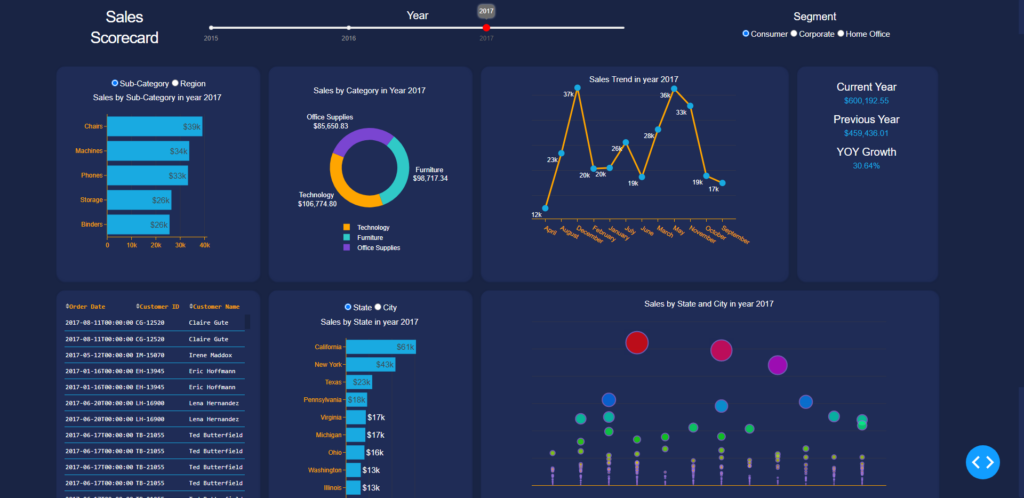 Sales
Scorecard
Year
2017
2015
2016
2017
Segment
Consumer Corporate Home Office
Sub-Category Region
Sales by Sub-Category in year 2017
Chairs
$39k
Machines
$34k
Phones
$33k
Storage
$26k
Binders
$26k
0 10k 20k 30k 40k
Sales by Category in Year 2017
Office Supplies
$85,650.83
Furniture
$98,717.34
Technology
$106,774.80
Technology
Furniture
Office Supplies
Sales Trend in year 2017
12k
23k
37k
20k
20k
26k
19k
28k
36k
33k
19k
17k
April
August
December
February
January
July
June
March
May
November
October
September
Current Year
$600,192.55
Previous Year
$459,436.01
YOY Growth
30.64%
Order Date Customer ID Customer Name
2017-08-11T00:00:00 CG-12520 Claire Gute
2017-08-11T00:00:00 CG-12520 Claire Gute
2017-05-12T00:00:00 IM-15070 Irene Maddox
2017-01-16T00:00:00 EH-13945 Eric Hoffmann
2017-01-16T00:00:00 EH-13945 Eric Hoffmann
2017-06-20T00:00:00 LH-16900 Lena Hernandez
2017-06-20T00:00:00 LH-16900 Lena Hernandez
2017-06-17T00:00:00 TB-21055 Ted Butterfield
2017-06-17T00:00:00 TB-21055 Ted Butterfield
2017-06-17T00:00:00 TB-21055 Ted Butterfield
2017-06-17T00:00:00 TB-21055 Ted Butterfield
State City
Sales by State in year 2017
California
$61k
New York
$43k
Texas
$23k
Pennsylvania
$18k
Virginia
$17k
Michigan
$17k
Ohio
$16k
Washington
$13k
Illinois
$13k
Sales by State and City in year 2017